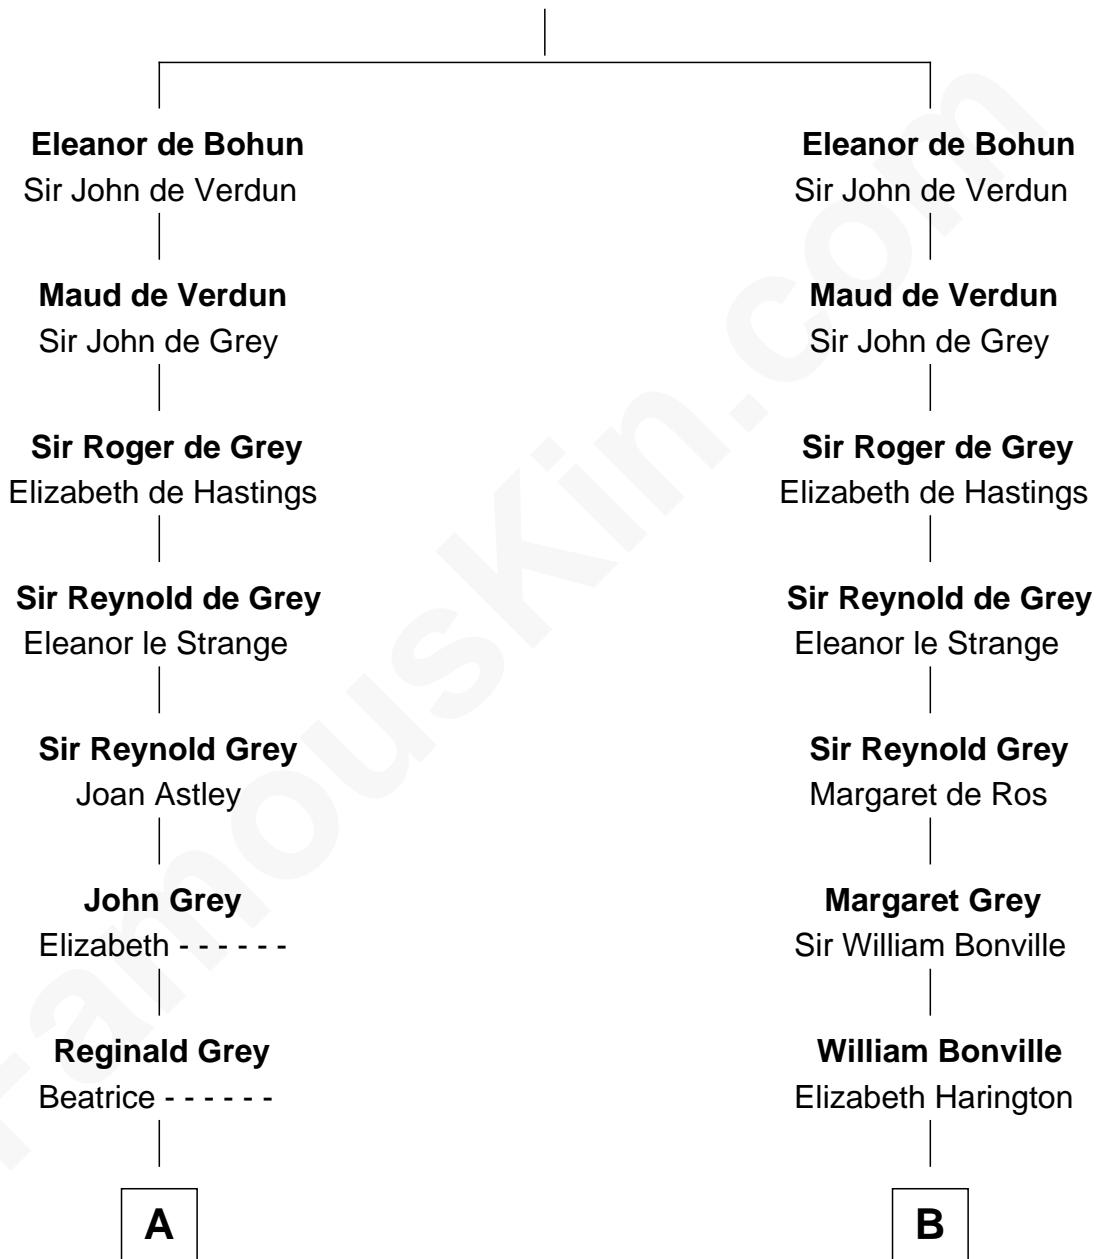 Eleanor de Bohun
Sir John de Verdun
Maud de Verdun
Sir John de Grey
Sir Roger de Grey
Elizabeth de Hastings
Sir Reynold de Grey
Eleanor le Strange
Sir Reynold Grey
Joan Astley
John Grey
Elizabeth - - - - - -
Reginald Grey
Beatrice - - - - - -
A
Eleanor de Bohun
Sir John de Verdun
Maud de Verdun
Sir John de Grey
Sir Roger de Grey
Elizabeth de Hastings
Sir Reynold de Grey
Eleanor le Strange
Sir Reynold Grey
Margaret de Ros
Margaret Grey
Sir William Bonville
William Bonville
Elizabeth Harington
B
FamousKin.com